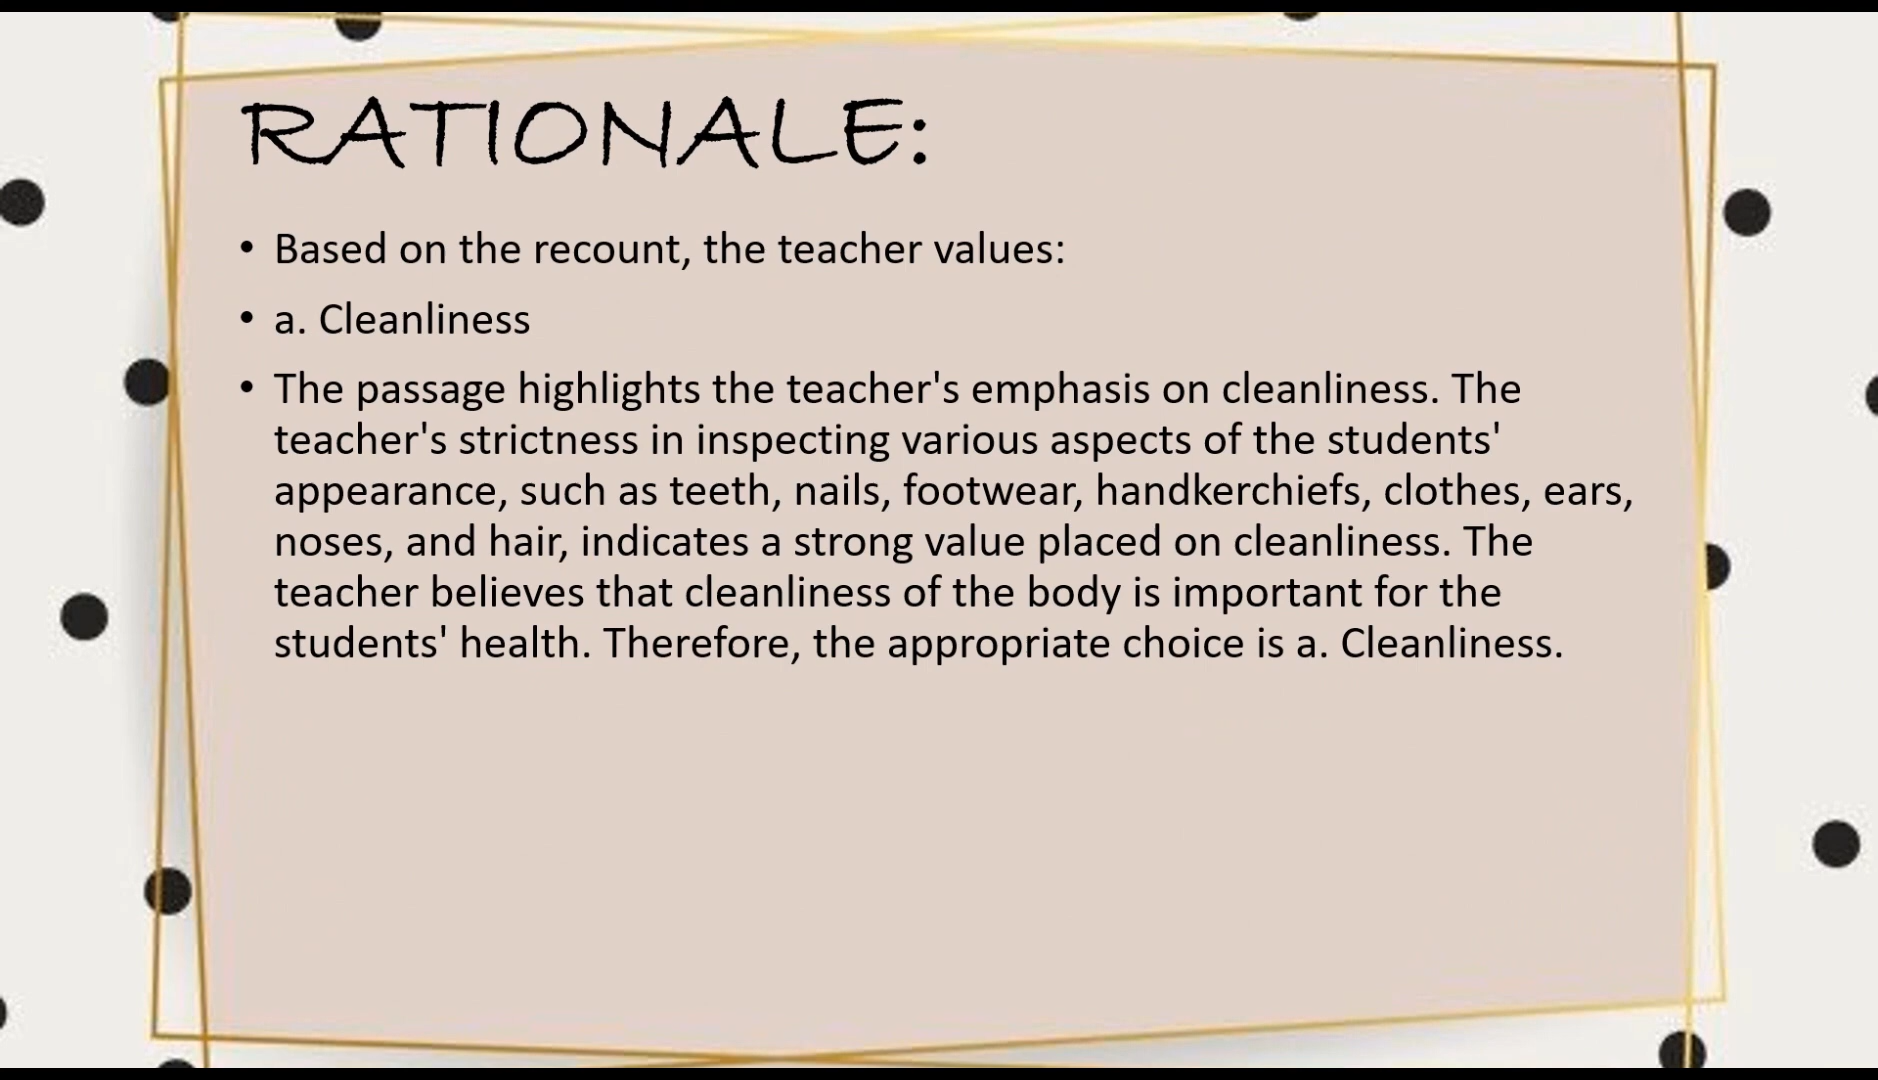 RATIONALE:
• Based on the recount, the teacher values:
• a. Cleanliness
• The passage highlights the teacher's emphasis on cleanliness. The
teacher's strictness in inspecting various aspects of the students'
appearance, such as teeth, nails, footwear, handkerchiefs, clothes, ears,
noses, and hair, indicates a strong value placed on cleanliness. The
teacher believes that cleanliness of the body is important for the
students' health. Therefore, the appropriate choice is a. Cleanliness.